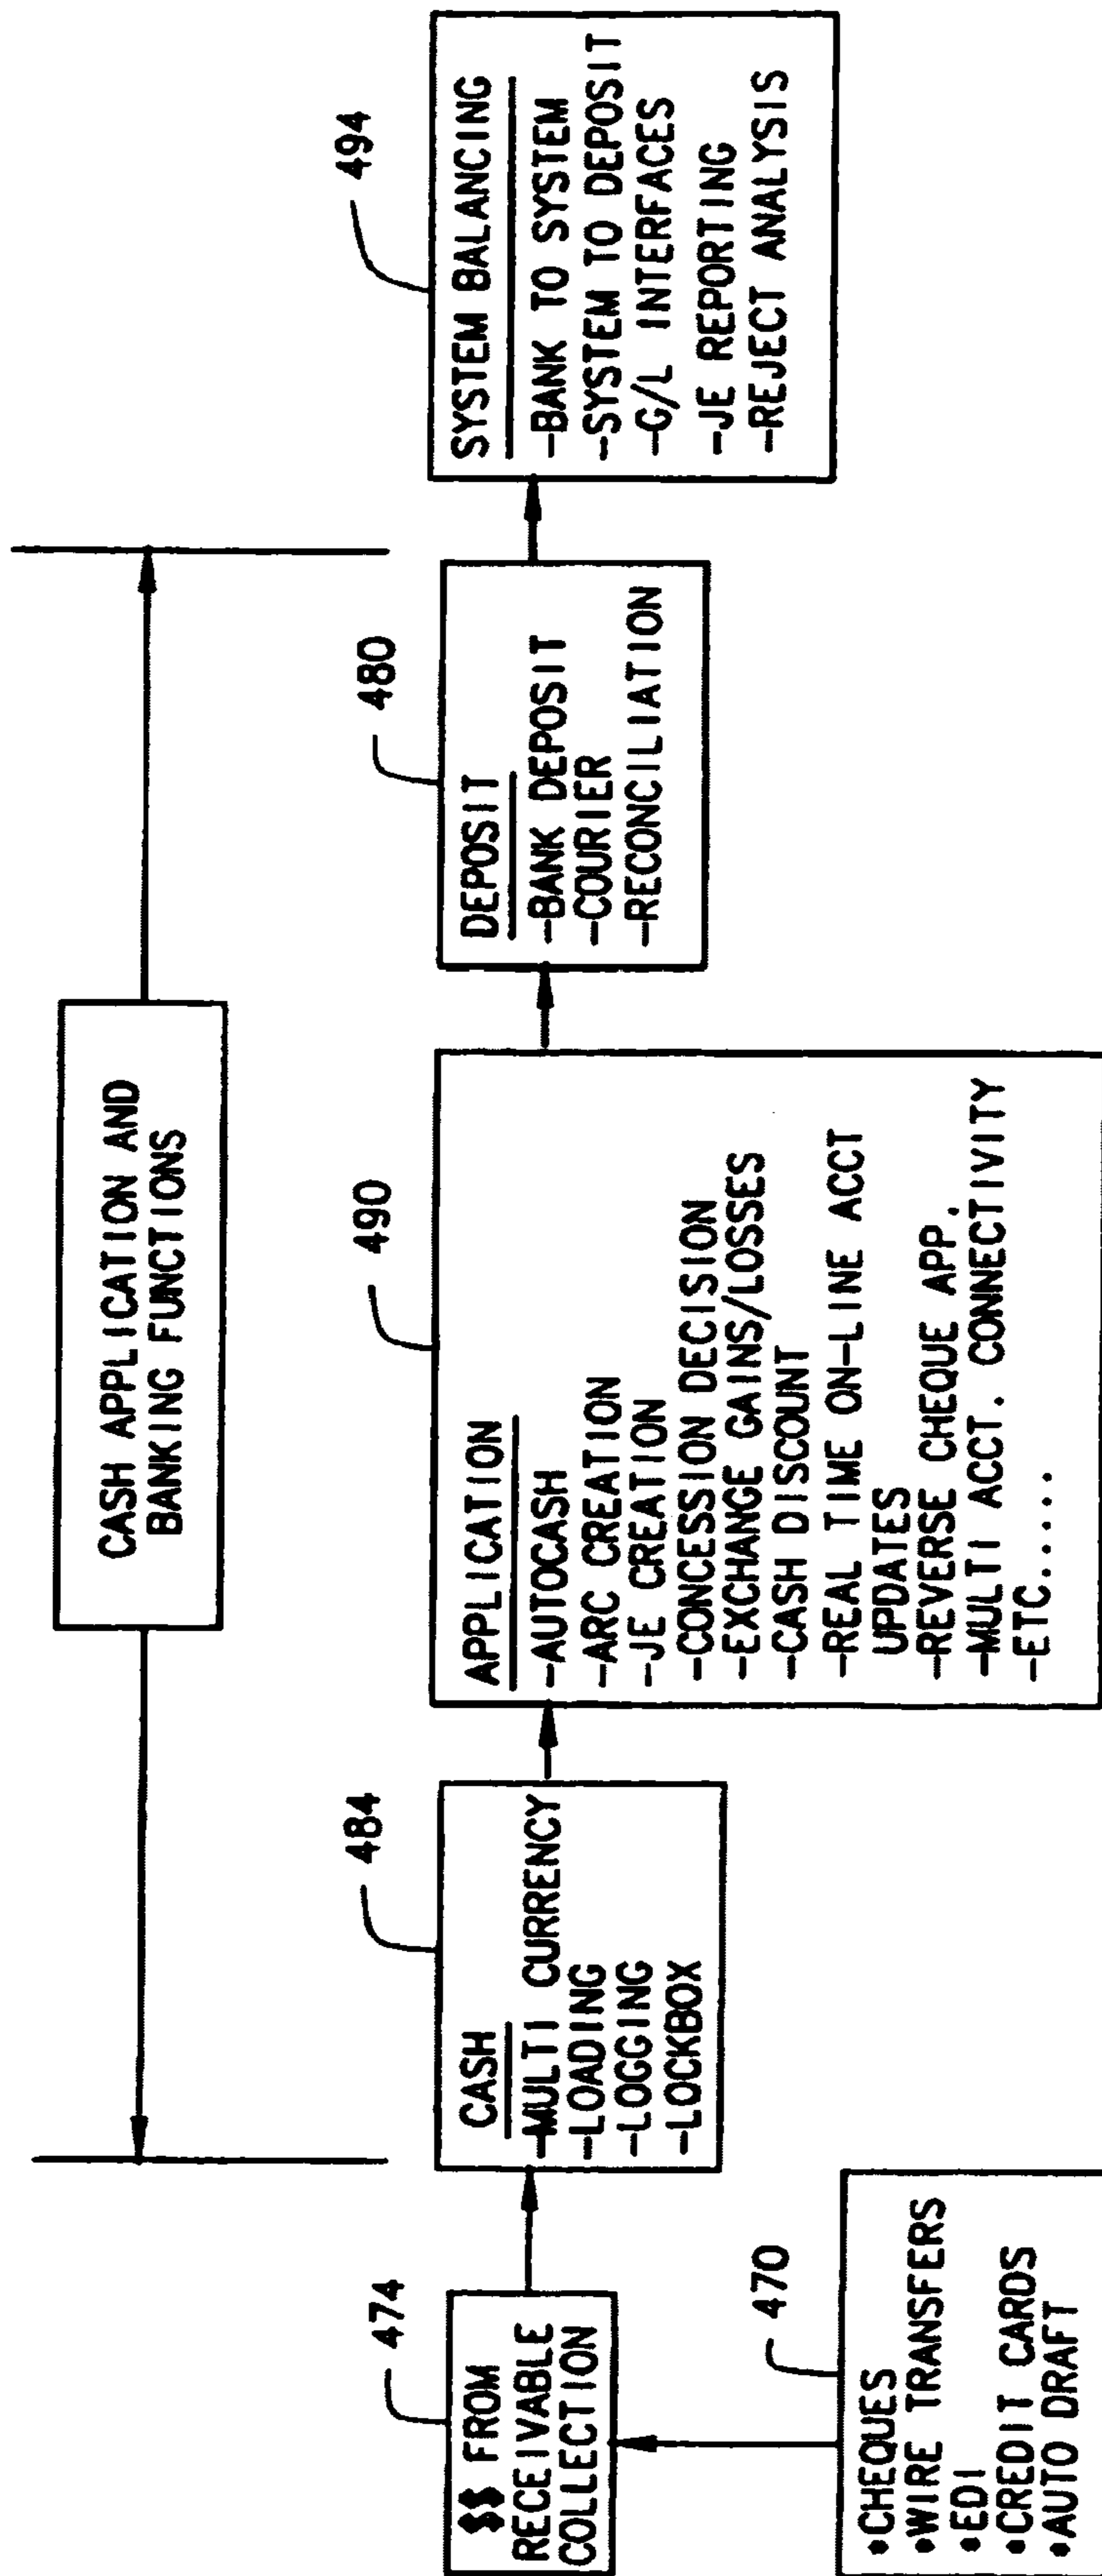 CASH APPLICATION AND
BANKING FUNCTIONS
474
$$ FROM
RECEIVABLE
COLLECTION
470
•CHEQUES
•WIRE TRANSFERS
•EDI
•CREDIT CARDS
•AUTO DRAFT
484
CASH
-MULTI CURRENCY
-LOADING
-LOGGING
-LOCKBOX
490
APPLICATION
-AUTOCASH
-ARC CREATION
-JE CREATION
-CONCESSION DECISION
-EXCHANGE GAINS/LOSSES
-CASH DISCOUNT
-REAL TIME ON-LINE ACCT
UPDATES
-REVERSE CHEQUE APP.
-MULTI ACCT. CONNECTIVITY
-ETC......
480
DEPOSIT
-BANK DEPOSIT
-COURIER
-RECONCILIATION
494
SYSTEM BALANCING
-BANK TO SYSTEM
-SYSTEM TO DEPOSIT
-G/L INTERFACES
-JE REPORTING
-REJECT ANALYSIS